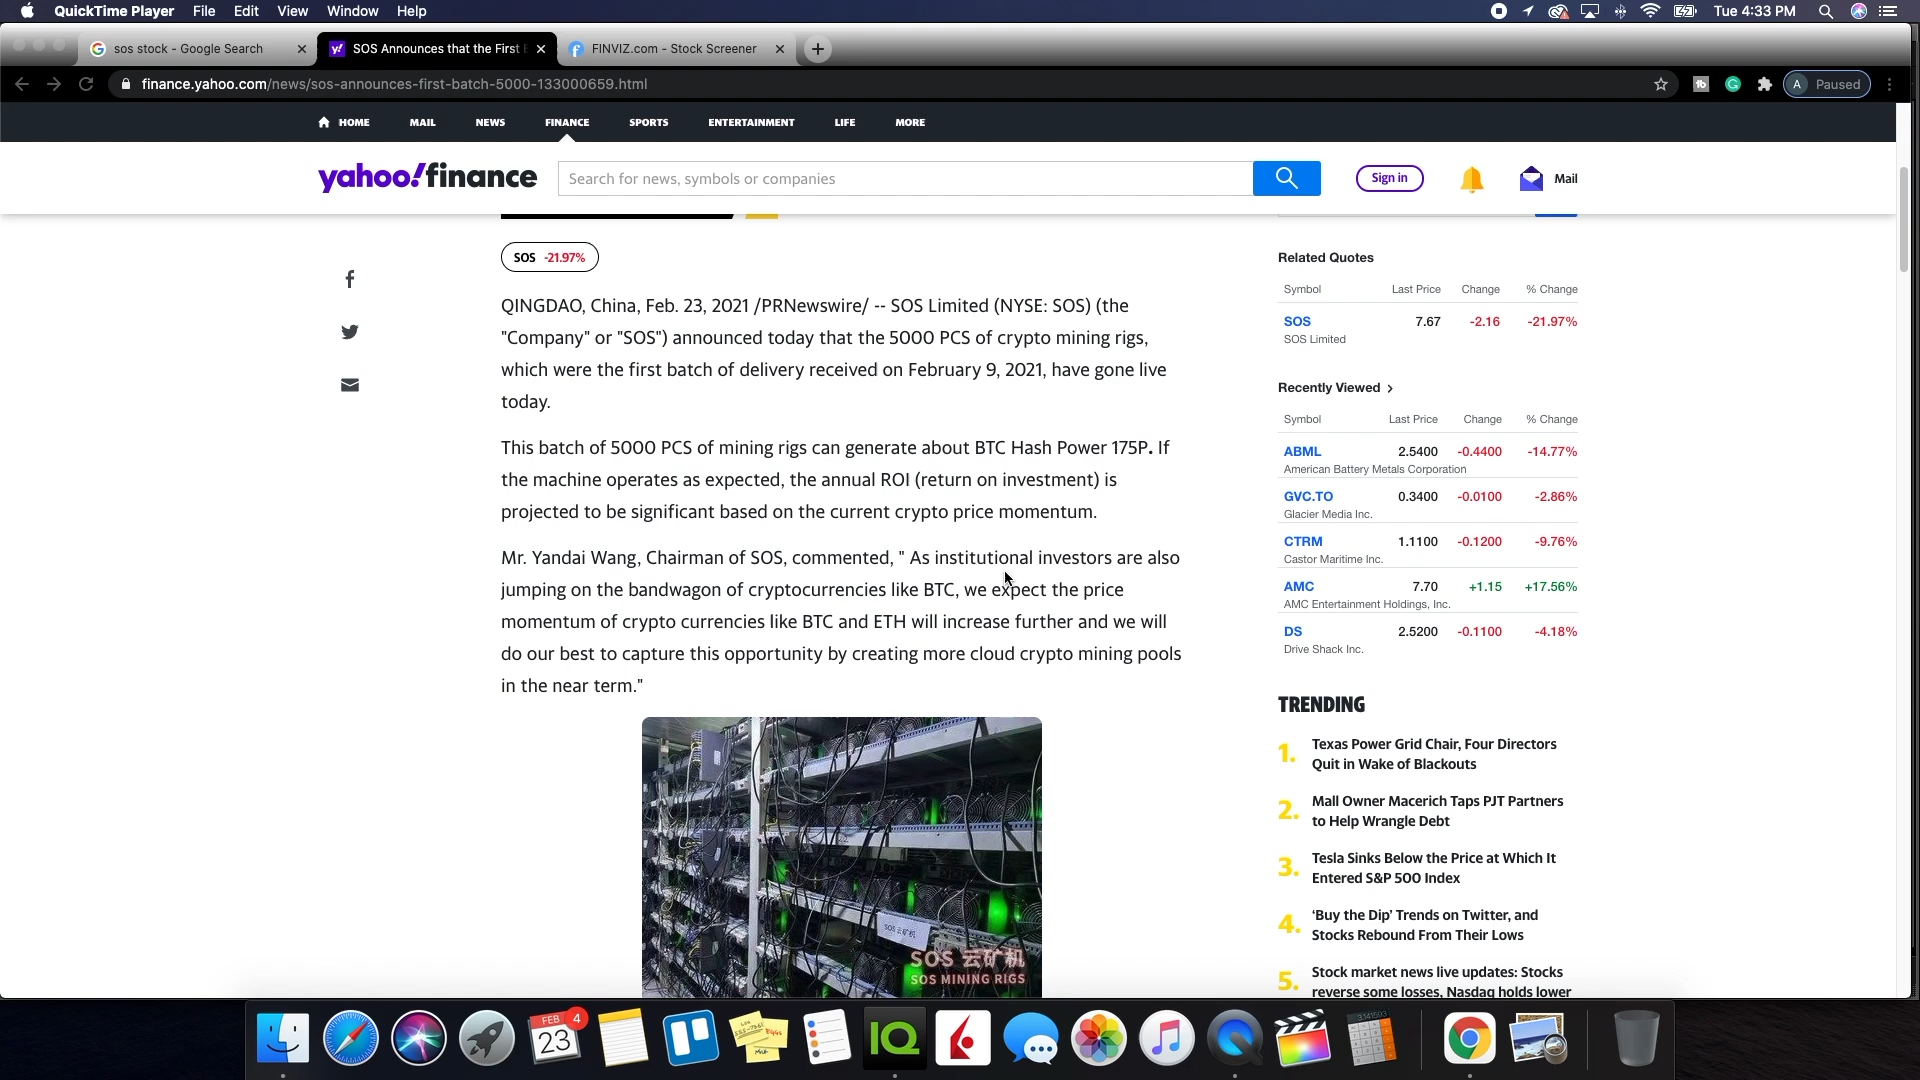 QuickTime Player File Edit View Window Help Tue 4:33 PM
sos stock - Google Search
SOS Announces that the First
FINVIZ.com - Stock Screener
finance.yahoo.com/news/sos-announces-first-batch-5000-133000659.html
A Paused
HOME MAIL NEWS FINANCE SPORTS ENTERTAINMENT LIFE MORE
yahoo!finance
Search for news, symbols or companies
Sign in
Mail
SOS -21.97%
QINGDAO, China, Feb. 23, 2021 /PRNewswire/ -- SOS Limited (NYSE: SOS) (the
"Company" or "SOS") announced today that the 5000 PCS of crypto mining rigs,
which were the first batch of delivery received on February 9, 2021, have gone live
today.
This batch of 5000 PCS of mining rigs can generate about BTC Hash Power 175P. If
the machine operates as expected, the annual ROI (return on investment) is
projected to be significant based on the current crypto price momentum.
Mr. Yandai Wang, Chairman of SOS, commented, " As institutional investors are also
jumping on the bandwagon of cryptocurrencies like BTC, we expect the price
momentum of crypto currencies like BTC and ETH will increase further and we will
do our best to capture this opportunity by creating more cloud crypto mining pools
in the near term."
SOS 云矿机
SOS 云矿机
SOS MINING RIGS
Related Quotes
Symbol Last Price Change % Change
SOS 7.67 -2.16 -21.97%
SOS Limited
Recently Viewed
Symbol Last Price Change % Change
ABML 2.5400 -0.4400 -14.77%
American Battery Metals Corporation
GVC.TO 0.3400 -0.0100 -2.86%
Glacier Media Inc.
CTRM 1.1100 -0.1200 -9.76%
Castor Maritime Inc.
AMC 7.70 +1.15 +17.56%
AMC Entertainment Holdings, Inc.
DS 2.5200 -0.1100 -4.18%
Drive Shack Inc.
TRENDING
1. Texas Power Grid Chair, Four Directors
Quit in Wake of Blackouts
2. Mall Owner Macerich Taps PJT Partners
to Help Wrangle Debt
3. Tesla Sinks Below the Price at Which It
Entered S&P 500 Index
4. 'Buy the Dip' Trends on Twitter, and
Stocks Rebound From Their Lows
5. Stock market news live updates: Stocks
reverse some losses, Nasdaq holds lower
FEB
23
4
IQ